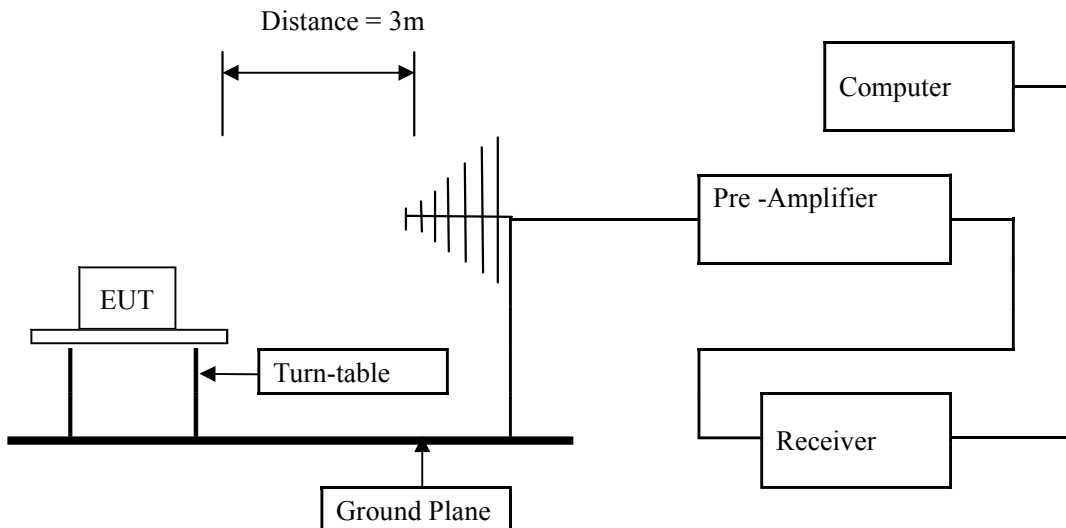 Distance = 3m
Computer
Pre -Amplifier
EUT
Turn-table
Receiver
Ground Plane